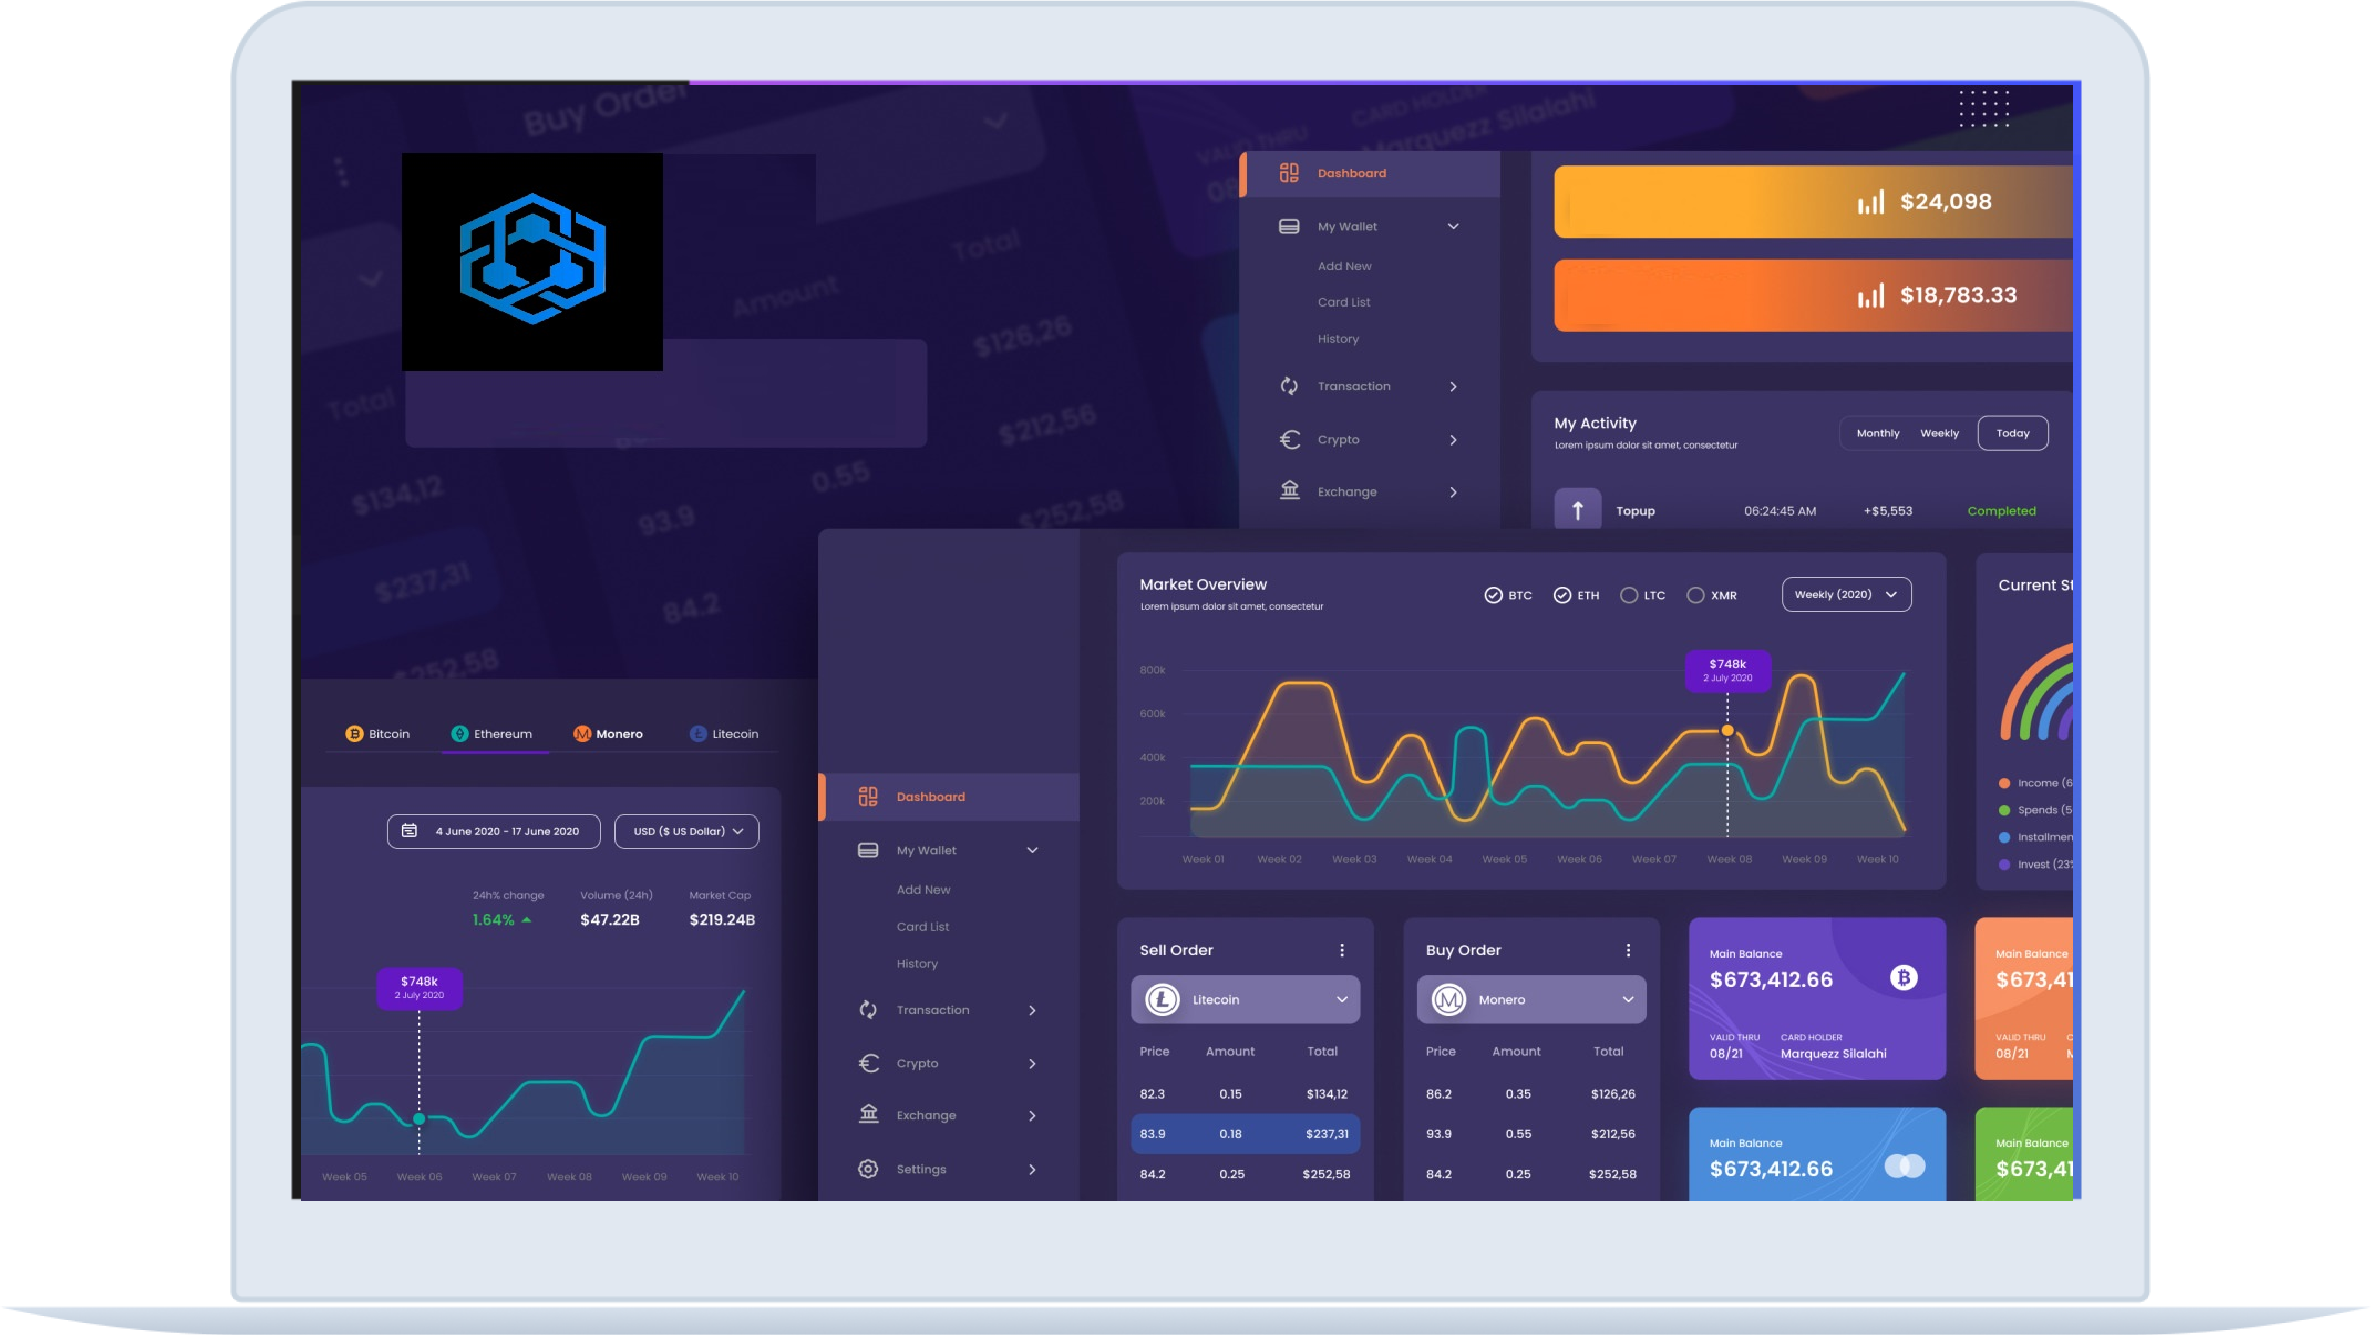 Buy Order
VALID THRU
CARD HOLDER
Marquezz Silalahi
08
Amount
Total
Total
$126,26
$212,56
0.55
$252,58
93.9
84.2
$134,12
$237,31
$252,58
Dashboard
My Wallet
Add New
Card List
History
Transaction
Crypto
Exchange
$24,098
$18,783.33
My Activity
Lorem ipsum dolor sit amet, consectetur
Monthly Weekly Today
Topup 06:24:45 AM +$5,553 Completed
Bitcoin Ethereum Monero Litecoin
4 June 2020 - 17 June 2020 USD ($ US Dollar)
24h% change Volume (24h) Market Cap
1.64% $47.22B $219.24B
$748k
2 July 2020
Week 05 Week 06 Week 07 Week 08 Week 09 Week 10
Dashboard
My Wallet
Add New
Card List
History
Transaction
Crypto
Exchange
Settings
Market Overview
Lorem ipsum dolor sit amet, consectetur
BTC ETH LTC XMR Weekly (2020)
$748k
2 July 2020
800k
600k
400k
200k
Week 01 Week 02 Week 03 Week 04 Week 05 Week 06 Week 07 Week 08 Week 09 Week 10
Current St
Income (6
Spends (5
Installmen
Invest (23%
Sell Order
Litecoin
Price Amount Total
82.3 0.15 $134,12
83.9 0.18 $237,31
84.2 0.25 $252,58
Buy Order
Monero
Price Amount Total
86.2 0.35 $126,26
93.9 0.55 $212,56
84.2 0.25 $252,58
Main Balance
$673,412.66
VALID THRU CARD HOLDER
08/21 Marquezz Silalahi
Main Balance
$673,41
VALID THRU
08/21
Main Balance
$673,412.66
Main Balance
$673,41